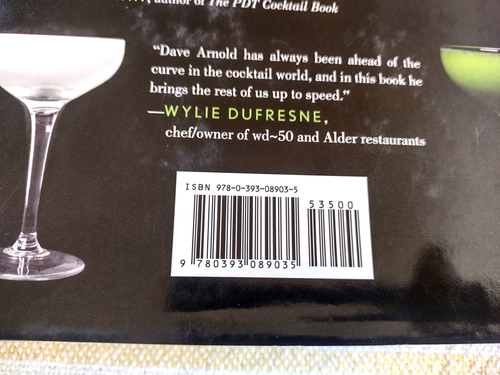 , author of The PDT Cocktail Book
“Dave Arnold has always been ahead of the
curve in the cocktail world, and in this book he
brings the rest of us up to speed.”
—WYLIE DUFRESNE,
chef/owner of wd~50 and Alder restaurants
ISBN 978-0-393-08903-5
53500
9 780393 089035